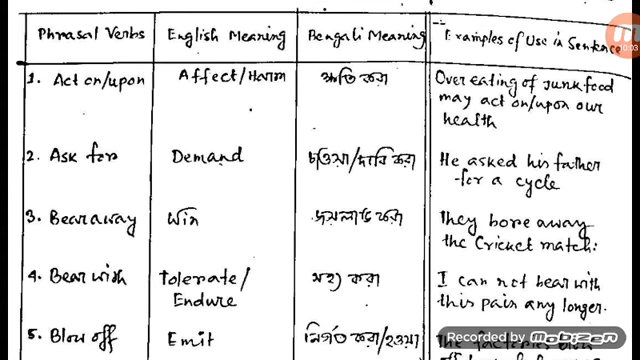 Phrasal Verbs | English Meaning | Bengali Meaning | Examples of Use in Sentence
1. Act on/upon | Affect/Harm | ক্ষতি করা | Over eating of junk food
may act on/upon our
health
2. Ask for | Demand | চাওয়া/দাবি করা | He asked his father
for a cycle
3. Bear away | Win | জয়লাভ করা | They bore away
the Cricket match.
4. Bear with | Tolerate/ | সহ্য করা | I can not bear with
Endure | this pain any longer.
5. Blow off | Emit | নির্গত করা/হওয়া | The factories
00:03
Recorded by MOBIZEN